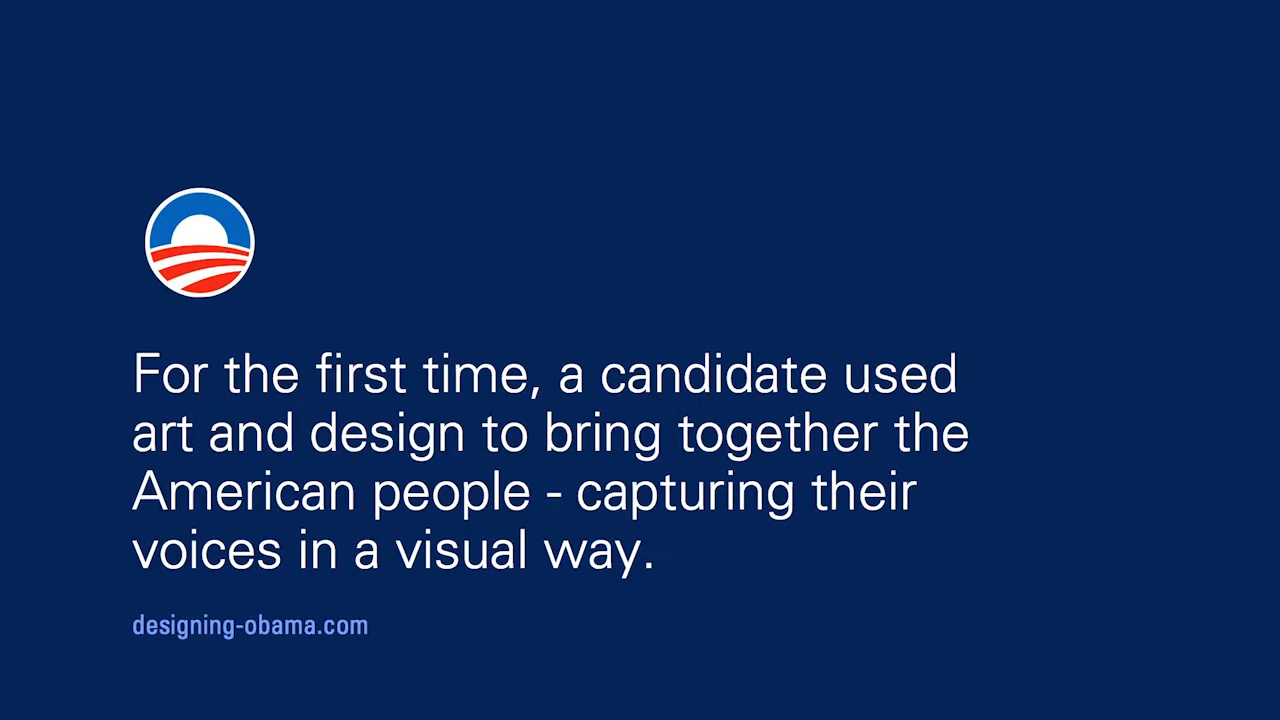 For the first time, a candidate used
art and design to bring together the
American people - capturing their
voices in a visual way.
designing-obama.com